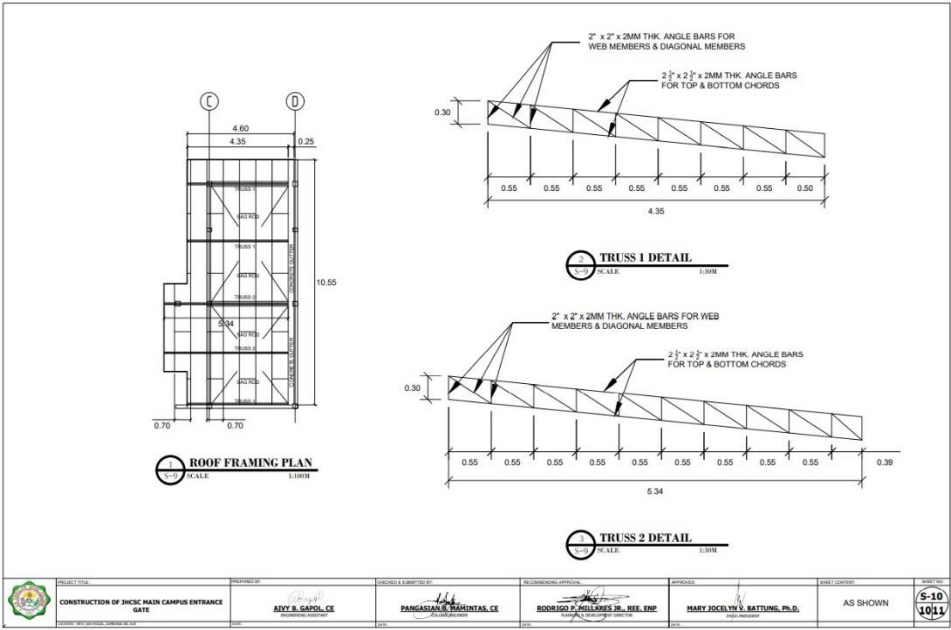 2" x 2" x 2MM THK. ANGLE BARS FOR
WEB MEMBERS & DIAGONAL MEMBERS
2 ½" x 2 ½" x 2MM THK. ANGLE BARS
FOR TOP & BOTTOM CHORDS
0.30
0.55 0.55 0.55 0.55 0.55 0.55 0.55 0.50
4.35
2
S-9
TRUSS 1 DETAIL
SCALE 1:30M
C D
4.60
4.35 0.25
TRUSS 1
SAG ROD
TRUSS 1
SAG ROD
CONCRETE GUTTER
TRUSS 2
10.55
5.34
SAG ROD
TRUSS 2
CONCRETE GUTTER
SAG ROD
0.70 0.70
1
S-9
ROOF FRAMING PLAN
SCALE 1:100M
2" x 2" x 2MM THK. ANGLE BARS FOR WEB
MEMBERS & DIAGONAL MEMBERS
2 ½" x 2 ½" x 2MM THK. ANGLE BARS
FOR TOP & BOTTOM CHORDS
0.30
0.55 0.55 0.55 0.55 0.55 0.55 0.55 0.55 0.55 0.39
5.34
3
S-9
TRUSS 2 DETAIL
SCALE 1:30M
PROJECT TITLE:
CONSTRUCTION OF JHCSC MAIN CAMPUS ENTRANCE
GATE
PREPARED BY:
AIVY B. GAPOL, CE
ENGINEERING ASSISTANT
DATE:
CHECKED & SUBMITTED BY:
PANGASIAN B. MAMINTAS, CE
DATE:
RECOMMENDING APPROVAL:
RODRIGO P. MILLARES JR., REE, ENP
PLANNING & DEVELOPMENT DIRECTOR
DATE:
APPROVED:
MARY JOCELYN V. BATTUNG, Ph.D.
DATE:
SHEET CONTENT:
AS SHOWN
SHEET NO.
S-10
10 11